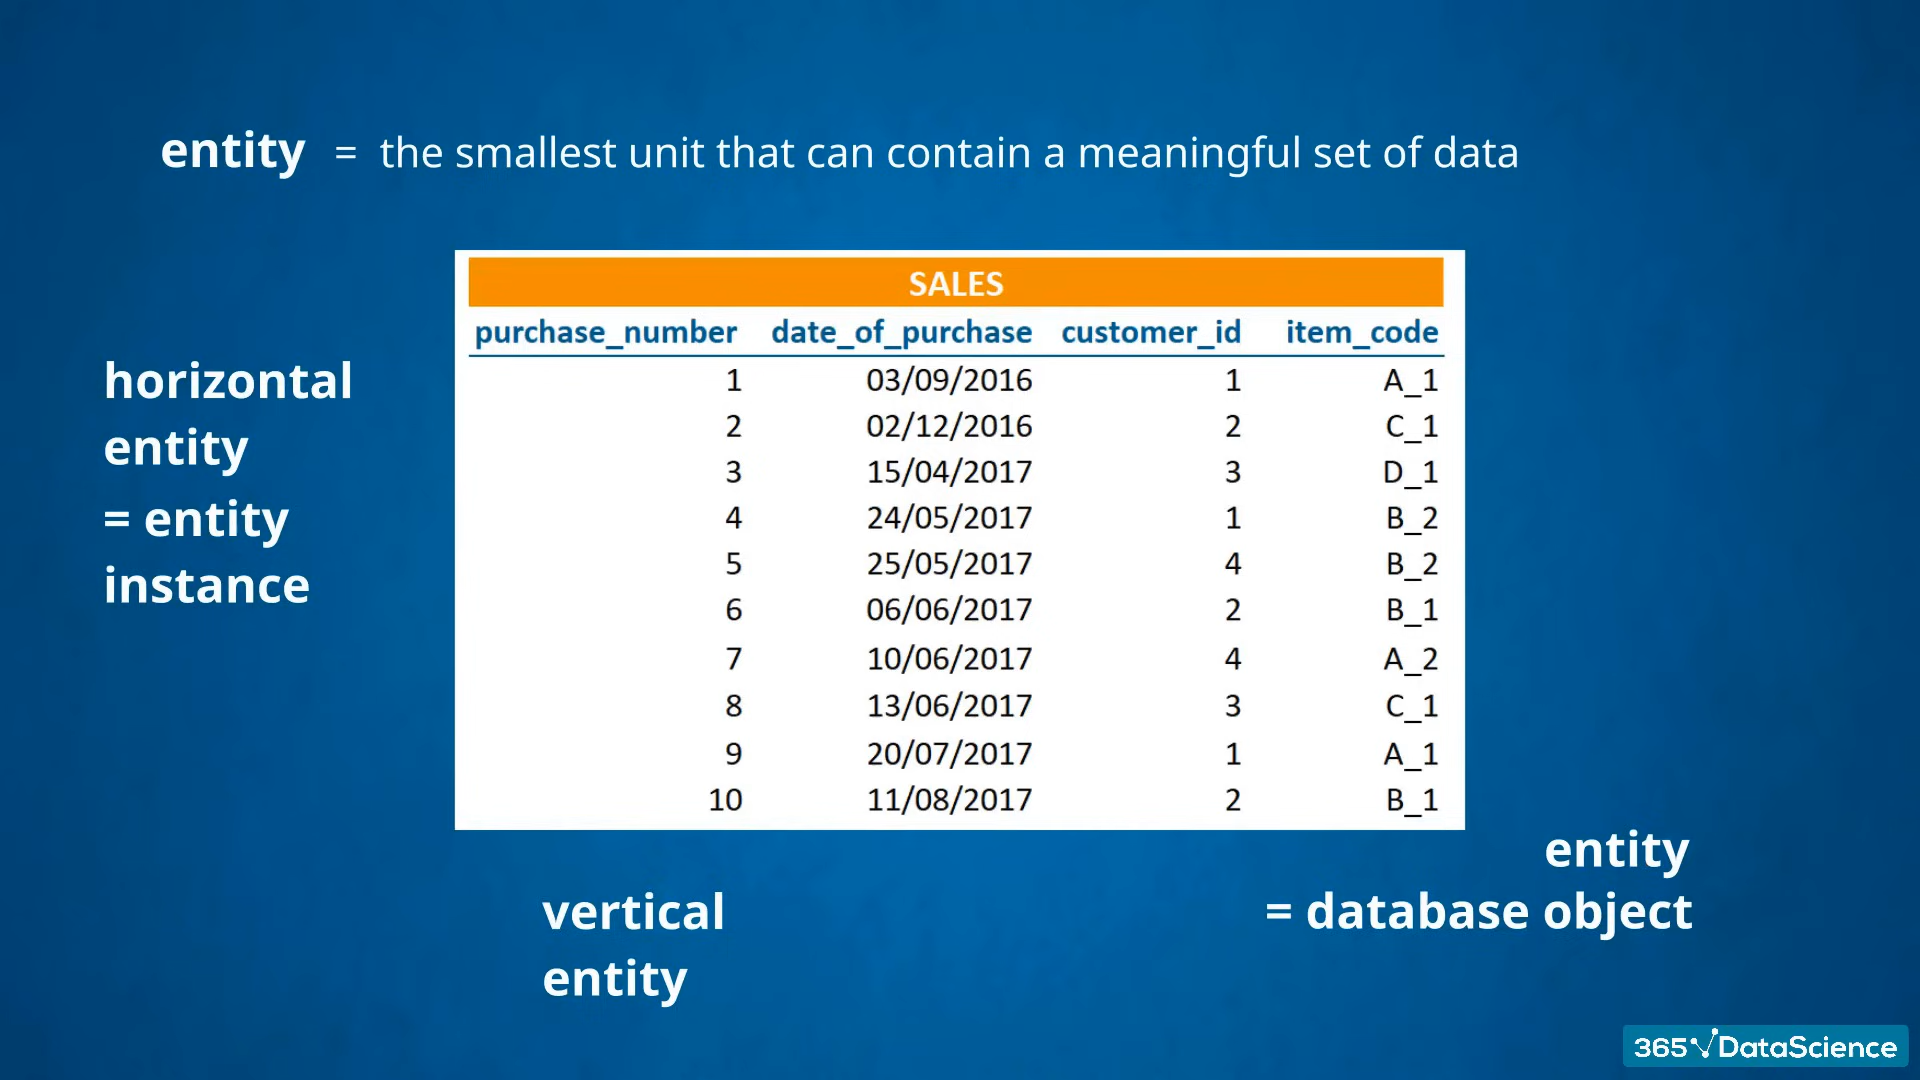 entity = the smallest unit that can contain a meaningful set of data
SALES
purchase_number date_of_purchase customer_id item_code
1 03/09/2016 1 A_1
2 02/12/2016 2 C_1
3 15/04/2017 3 D_1
4 24/05/2017 1 B_2
5 25/05/2017 4 B_2
6 06/06/2017 2 B_1
7 10/06/2017 4 A_2
8 13/06/2017 3 C_1
9 20/07/2017 1 A_1
10 11/08/2017 2 B_1
horizontal
entity
= entity
instance
vertical
entity
entity
= database object
365 DataScience